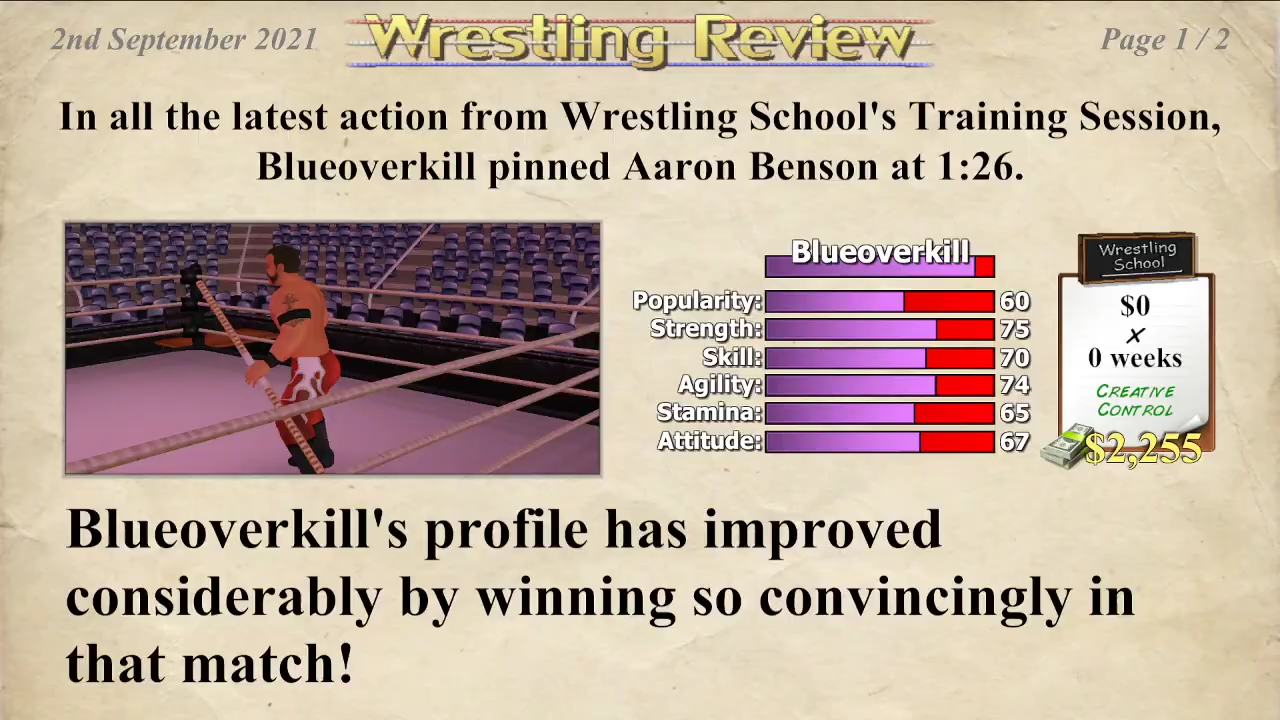 2nd September 2021
Wrestling Review
Page 1 / 2
In all the latest action from Wrestling School's Training Session,
Blueoverkill pinned Aaron Benson at 1:26.
Blueoverkill
Popularity: 60
Strength: 75
Skill: 70
Agility: 74
Stamina: 65
Attitude: 67
Wrestling
School
$0
x
0 weeks
CREATIVE
CONTROL
$2,255
Blueoverkill's profile has improved
considerably by winning so convincingly in
that match!